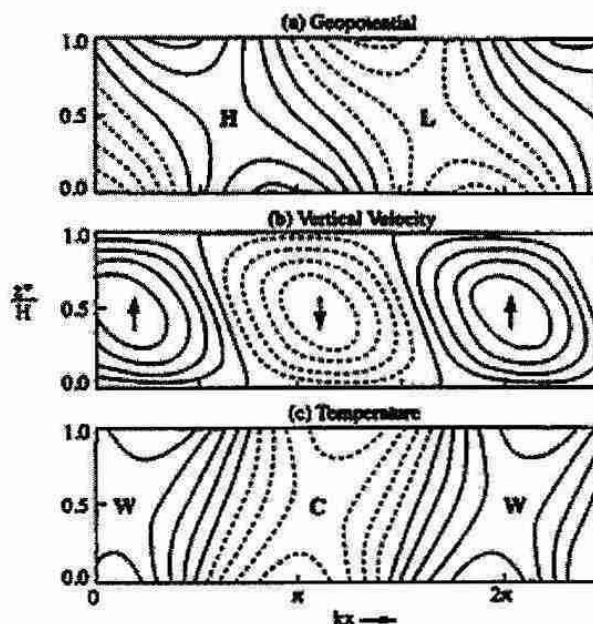 (a) Geopotential
1.0
0.5
0.0
H
L
(b) Vertical Velocity
1.0
0.5
0.0
z*
H
(c) Temperature
1.0
0.5
0.0
W
C
W
0
π
2π
kx